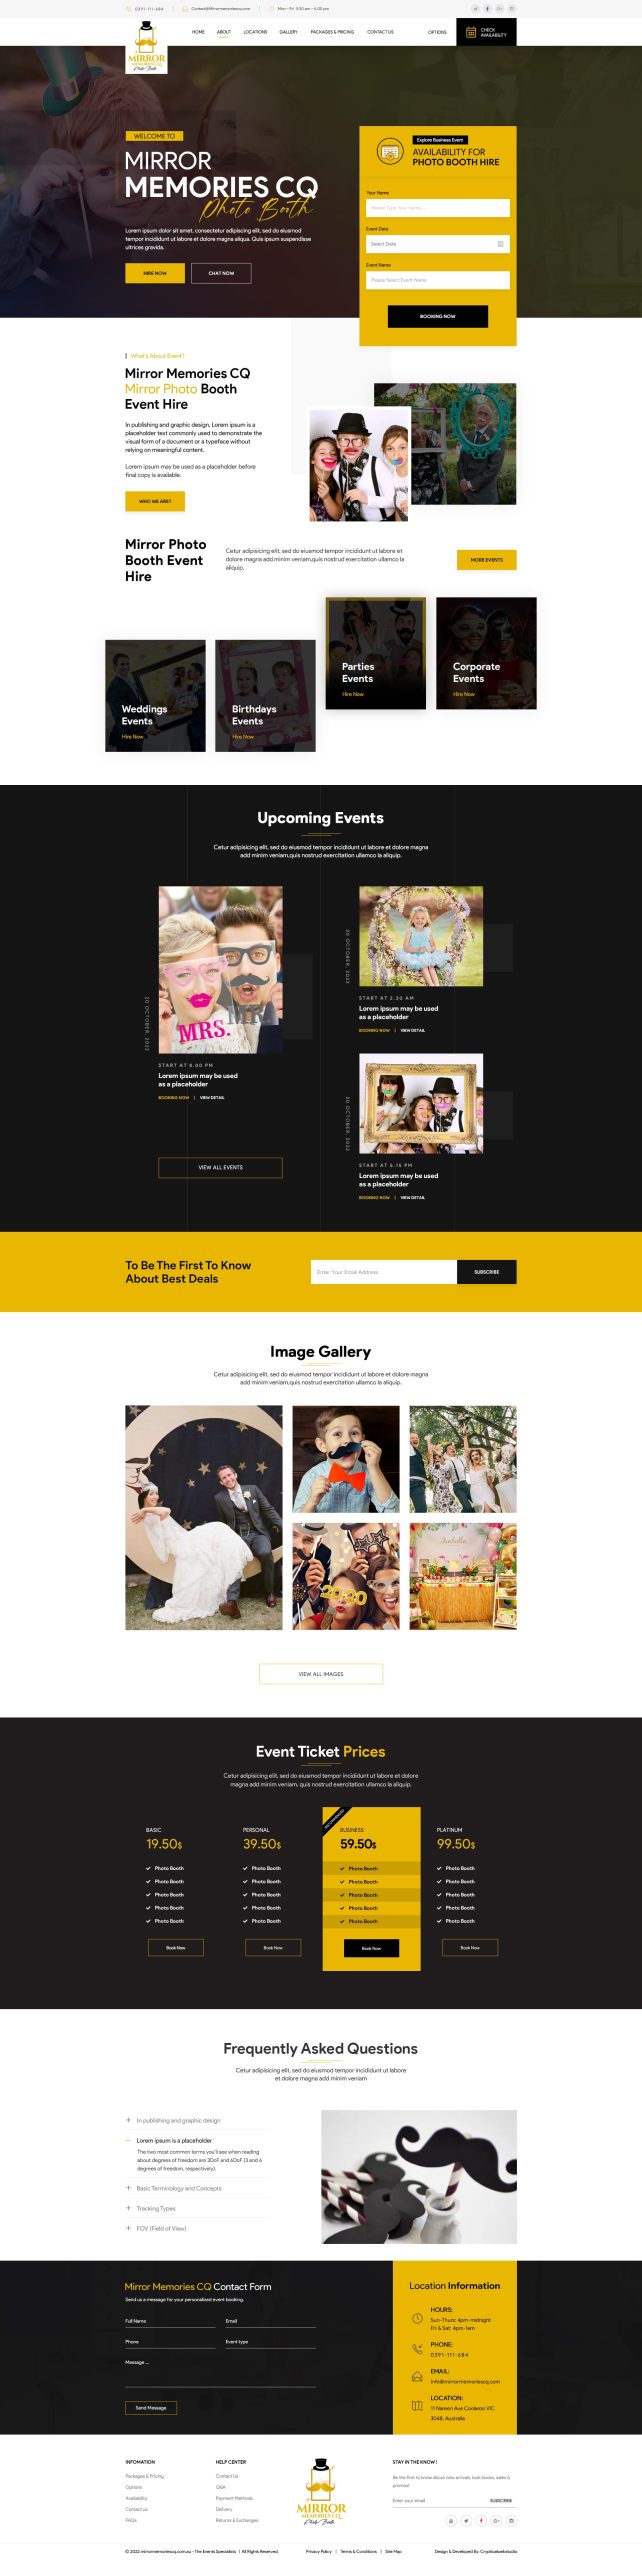 0391-111-684
Contact@Mirrormemoriescq.com
Mon - Fri 9.00 am - 6.00 pm
MIRROR
MEMORIES CQ
Photo Booth
HOME
ABOUT
LOCATIONS
GALLERY
PACKAGES & PRICING
CONTACT US
OPTIONS
CHECK
AVAILABILITY
WELCOME TO
MIRROR
MEMORIES CQ
Photo Booth
Lorem ipsum dolor sit amet, consectetur adipiscing elit, sed do eiusmod
tempor incididunt ut labore et dolore magna aliqua. Quis ipsum suspendisse
ultrices gravida.
HIRE NOW
CHAT NOW
Explore Business Event
AVAILABILITY FOR
PHOTO BOOTH HIRE
Your Name
Please Type Your Name...
Event Date
Select Date
Event Name
Please Select Event Name
BOOKING NOW
What's About Event?
Mirror Memories CQ
Mirror Photo Booth
Event Hire
In publishing and graphic design, Lorem ipsum is a
placeholder text commonly used to demonstrate the
visual form of a document or a typeface without
relying on meaningful content.
Lorem ipsum may be used as a placeholder before
final copy is available.
WHO WE ARE?
Mirror Photo
Booth Event
Hire
Cetur adipisicing elit, sed do eiusmod tempor incididunt ut labore et
dolore magna add minim veniam,quis nostrud exercitation ullamco la
aliquip.
MORE EVENTS
Weddings
Events
Hire Now
Birthdays
Events
Hire Now
Parties
Events
Hire Now
Corporate
Events
Hire Now
Upcoming Events
Cetur adipisicing elit, sed do eiusmod tempor incididunt ut labore et dolore magna
add minim veniam,quis nostrud exercitation ullamco la aliquip.
20 OCTOBER, 2022
MRS.
MR.
START AT 8.00 PM
Lorem ipsum may be used
as a placeholder
BOOKING NOW | VIEW DETAIL
VIEW ALL EVENTS
20 OCTOBER, 2022
START AT 2.30 AM
Lorem ipsum may be used
as a placeholder
BOOKING NOW | VIEW DETAIL
20 OCTOBER, 2022
START AT 5.15 PM
Lorem ipsum may be used
as a placeholder
BOOKING NOW | VIEW DETAIL
To Be The First To Know
About Best Deals
Enter Your Email Address
SUBSCRIBE
Image Gallery
Cetur adipisicing elit, sed do eiusmod tempor incididunt ut labore et dolore magna
add minim veniam,quis nostrud exercitation ullamco la aliquip.
2020
Isabella
VIEW ALL IMAGES
Event Ticket Prices
Cetur adipisicing elit, sed do eiusmod tempor incididunt ut labore et dolore
magna add minim veniam, quis nostrud exercitation ullamco la aliquip.
BASIC
19.50$
Photo Booth
Photo Booth
Photo Booth
Photo Booth
Photo Booth
Book Now
PERSONAL
39.50$
Photo Booth
Photo Booth
Photo Booth
Photo Booth
Photo Booth
Book Now
RECOMMENDED
BUSINESS
59.50$
Photo Booth
Photo Booth
Photo Booth
Photo Booth
Photo Booth
Book Now
PLATINUM
99.50$
Photo Booth
Photo Booth
Photo Booth
Photo Booth
Photo Booth
Book Now
Frequently Asked Questions
Cetur adipisicing elit, sed do eiusmod tempor incididunt ut labore
et dolore magna add minim veniam
In publishing and graphic design
Lorem ipsum is a placeholder
The two most common terms you'll see when reading
about degrees of freedom are 3DoF and 6DoF (3 and 6
degrees of freedom, respectively).
Basic Terminology and Concepts
Tracking Types
FOV (Field of View)
Mirror Memories CQ Contact Form
Send us a message for your personalized event booking.
Full Name
Email
Phone
Event type
Message ...
Send Message
Location Information
HOURS:
Sun-Thurs: 4pm-midnight
Fri & Sat: 4pm-1am
PHONE:
0391-111-684
EMAIL:
info@mirrormemoriescq.com
LOCATION:
11 Nareen Ave Coolaroo VIC
3048, Australia
INFOMATION
Packages & Pricing
Options
Availability
Contact us
FAQs
HELP CENTER
Contact Us
Q&A
Payment Methods
Delivery
Returns & Exchanges
MIRROR
MEMORIES CQ
Photo Booth
STAY IN THE KNOW !
Be the first to know about new arrivals, look books, sales &
promos!
Enter your email
SUBSCRIBE
© 2022 mirrormemoriescq.com.au - The Events Specialists | All Rights Reserved.
Privacy Policy | Terms & Conditions | Site Map
Design & Developed By: Crypticalwebstudio